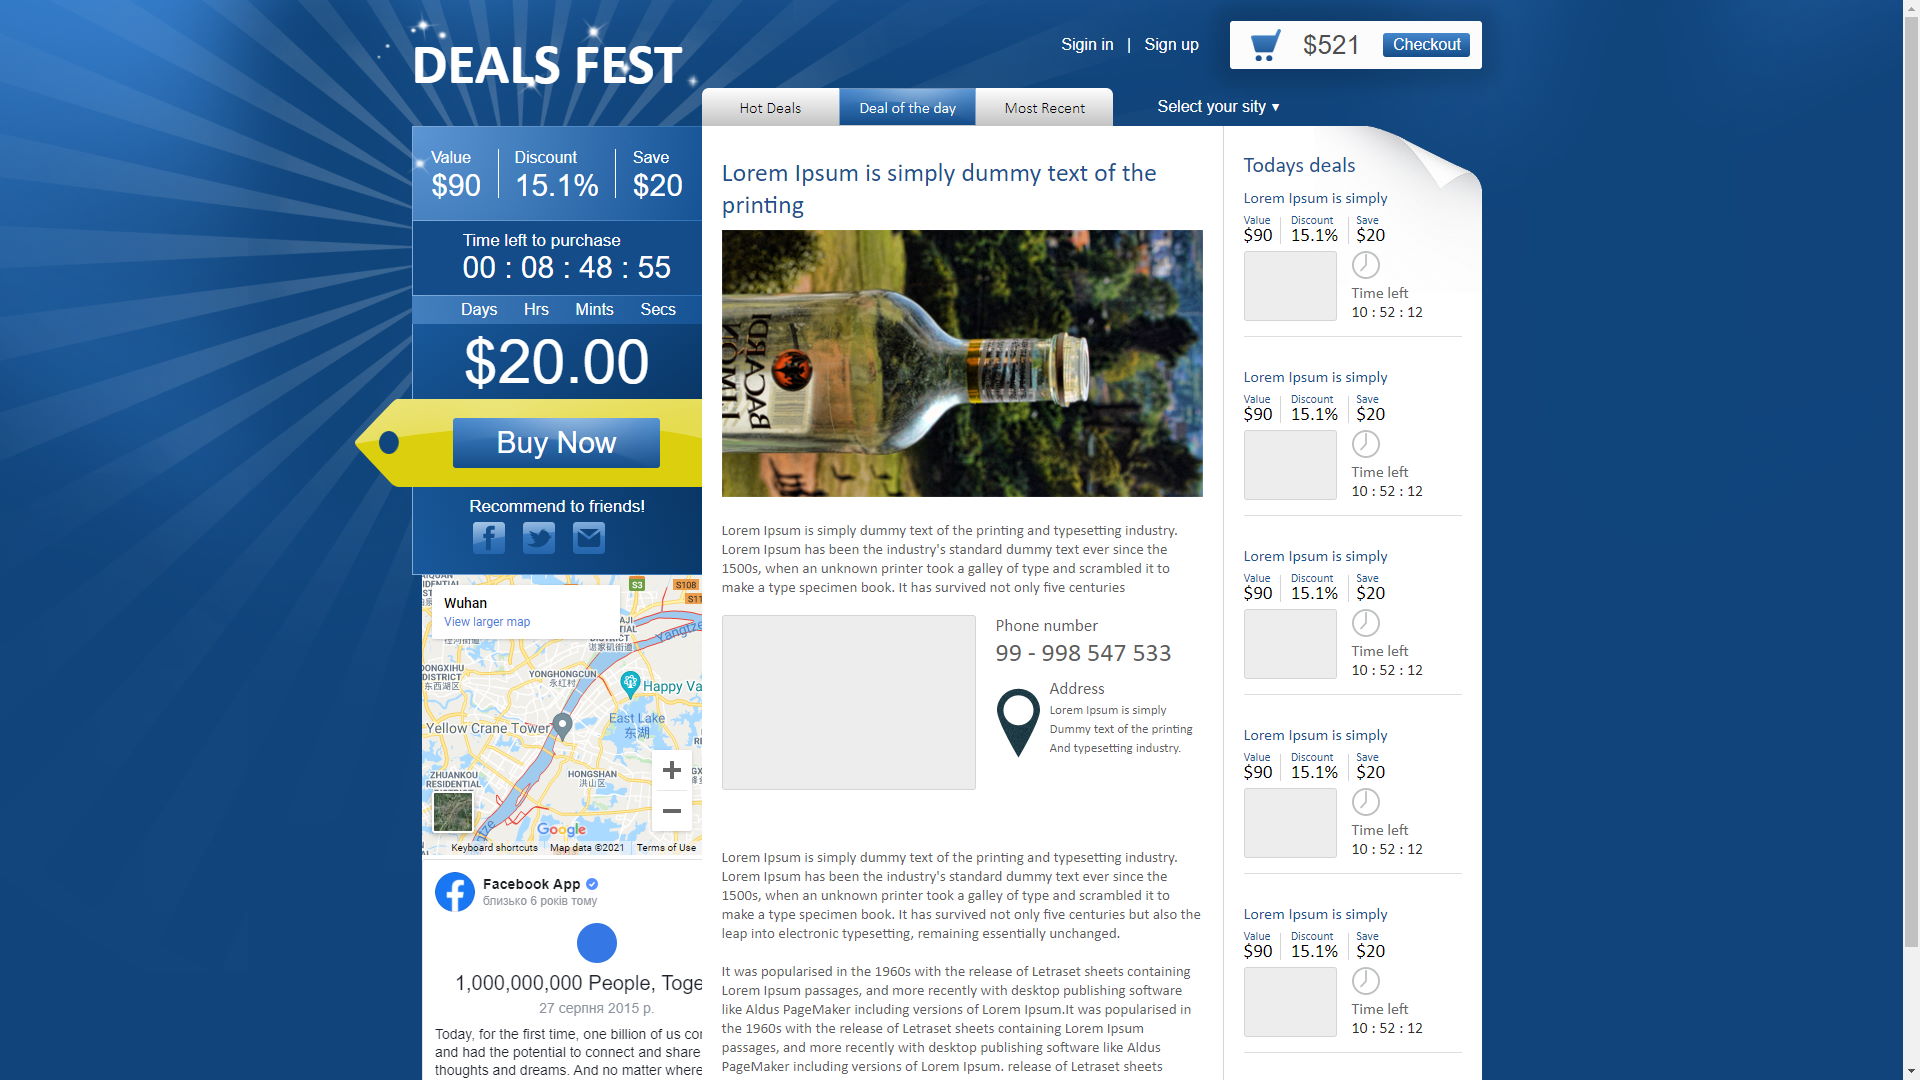 DEALS FEST
Sigin in | Sign up
$521 Checkout
Hot Deals
Deal of the day
Most Recent
Select your sity ▾
Value Discount Save
$90 15.1% $20
Time left to purchase
00 : 08 : 48 : 55
Days Hrs Mints Secs
$20.00
Buy Now
Recommend to friends!
Wuhan
View larger map
S3
S108
Yangtze
DONGXIHU
DISTRICT
东西湖区
YONGHONGCUN
永红村
Happy Va
Yellow Crane Tower
East Lake
东湖
ZHUANKOU
RESIDENTIAL
HONGSHAN
洪山区
Google
Keyboard shortcuts Map data ©2021 Terms of Use
Facebook App
близько 6 років тому
1,000,000,000 People, Toge
27 серпня 2015 р.
Today, for the first time, one billion of us cor
and had the potential to connect and share
thoughts and dreams. And no matter where
Lorem Ipsum is simply dummy text of the
printing
BACARDI
Lorem Ipsum is simply dummy text of the printing and typesetting industry.
Lorem Ipsum has been the industry's standard dummy text ever since the
1500s, when an unknown printer took a galley of type and scrambled it to
make a type specimen book. It has survived not only five centuries
Phone number
99 - 998 547 533
Address
Lorem Ipsum is simply
Dummy text of the printing
And typesetting industry.
Lorem Ipsum is simply dummy text of the printing and typesetting industry.
Lorem Ipsum has been the industry's standard dummy text ever since the
1500s, when an unknown printer took a galley of type and scrambled it to
make a type specimen book. It has survived not only five centuries but also the
leap into electronic typesetting, remaining essentially unchanged.
It was popularised in the 1960s with the release of Letraset sheets containing
Lorem Ipsum passages, and more recently with desktop publishing software
like Aldus PageMaker including versions of Lorem Ipsum.It was popularised in
the 1960s with the release of Letraset sheets containing Lorem Ipsum
passages, and more recently with desktop publishing software like Aldus
PageMaker including versions of Lorem Ipsum. release of Letraset sheets
Todays deals
Lorem Ipsum is simply
Value Discount Save
$90 15.1% $20
Time left
10 : 52 : 12
Lorem Ipsum is simply
Value Discount Save
$90 15.1% $20
Time left
10 : 52 : 12
Lorem Ipsum is simply
Value Discount Save
$90 15.1% $20
Time left
10 : 52 : 12
Lorem Ipsum is simply
Value Discount Save
$90 15.1% $20
Time left
10 : 52 : 12
Lorem Ipsum is simply
Value Discount Save
$90 15.1% $20
Time left
10 : 52 : 12